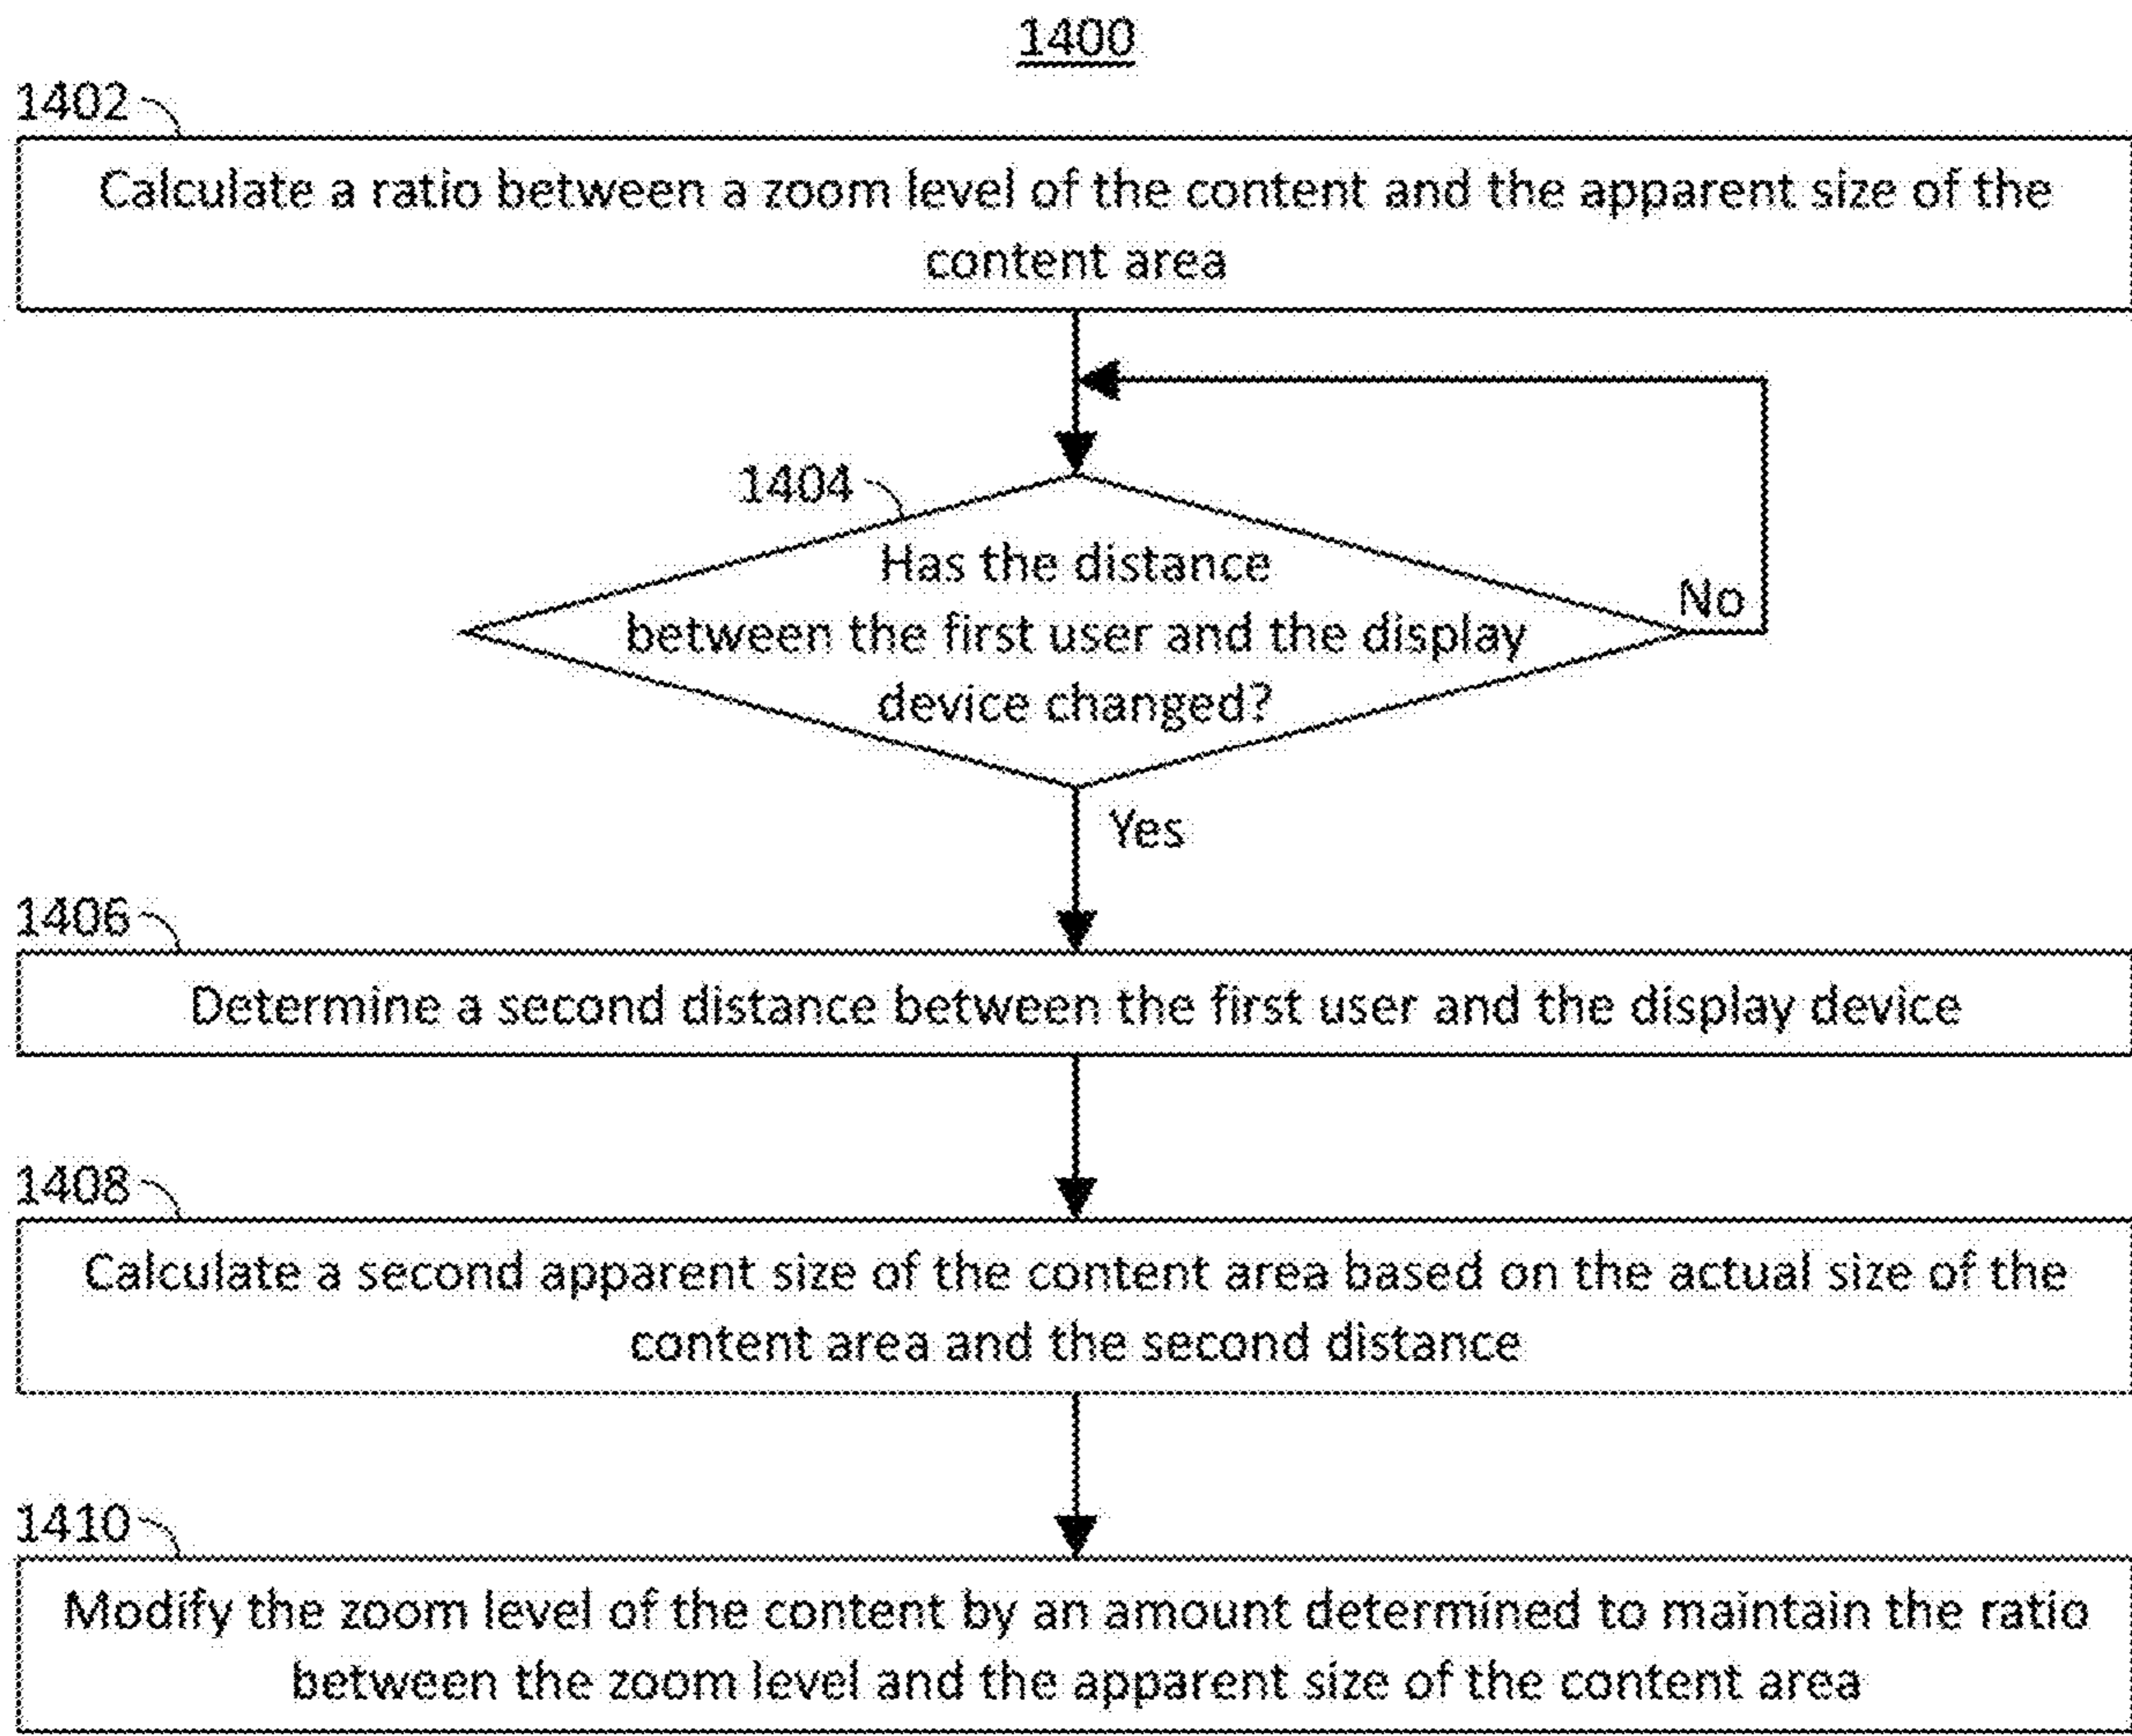 1400
1402
Calculate a ratio between a zoom level of the content and the apparent size of the
content area
1404
Has the distance
between the first user and the display
device changed?
No
Yes
1406
Determine a second distance between the first user and the display device
1408
Calculate a second apparent size of the content area based on the actual size of the
content area and the second distance
1410
Modify the zoom level of the content by an amount determined to maintain the ratio
between the zoom level and the apparent size of the content area